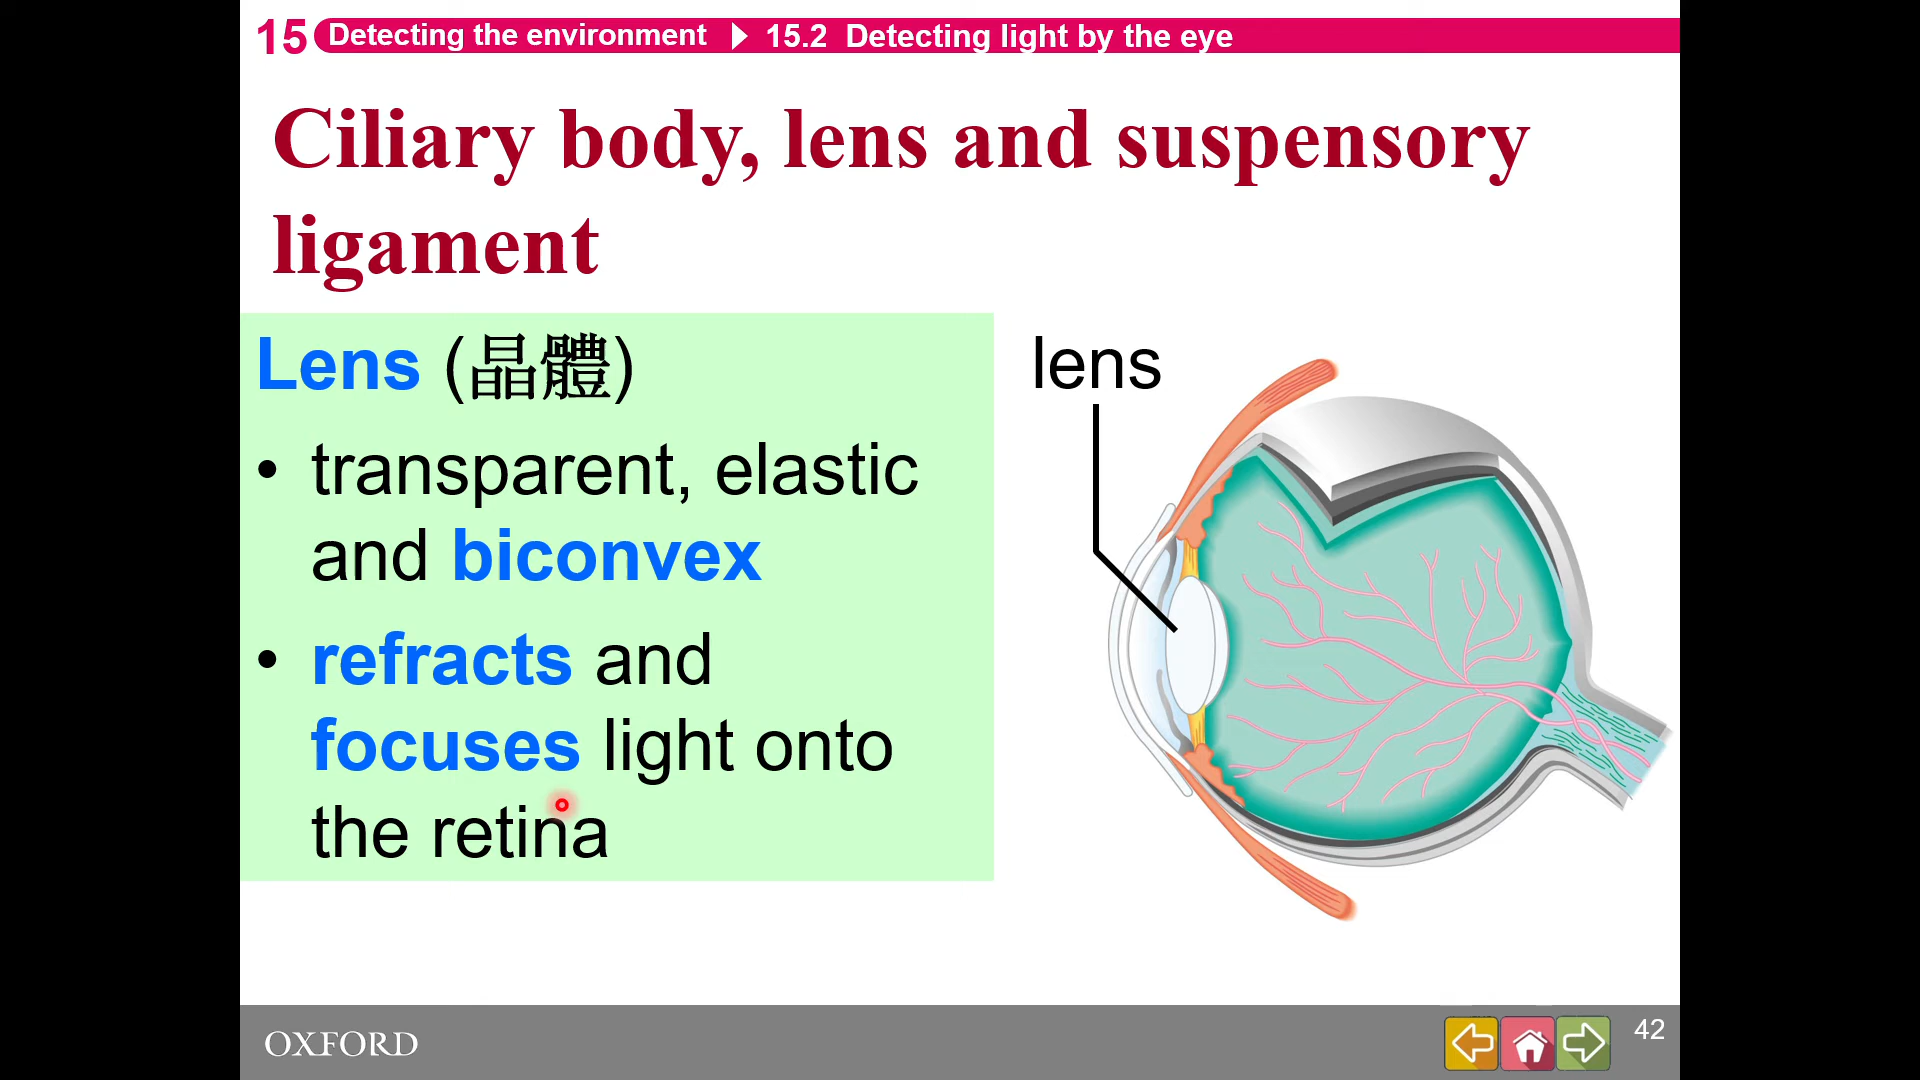 15 Detecting the environment 15.2 Detecting light by the eye
Ciliary body, lens and suspensory
ligament
Lens (晶體)
• transparent, elastic
and biconvex
• refracts and
focuses light onto
the retina
lens
OXFORD
42